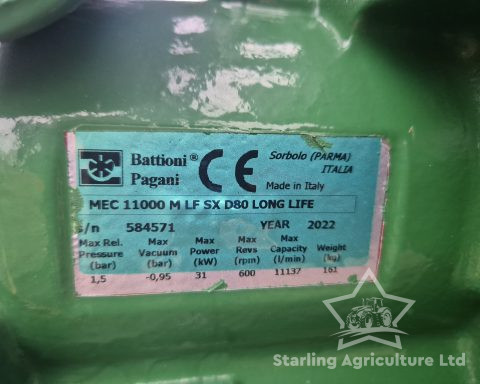 Battioni®
Pagani
CE
Sorbolo (PARMA)
ITALIA
Made in Italy
MEC 11000 M LF SX D80 LONG LIFE
s/n 584571 YEAR 2022
Max Rel. Pressure (bar) Max Vacuum (bar) Max Power (kW) Max Revs (rpm) Max Capacity (l/min) Weight (kg)
1,5 -0,95 31 600 11137 161
Starling Agriculture Ltd